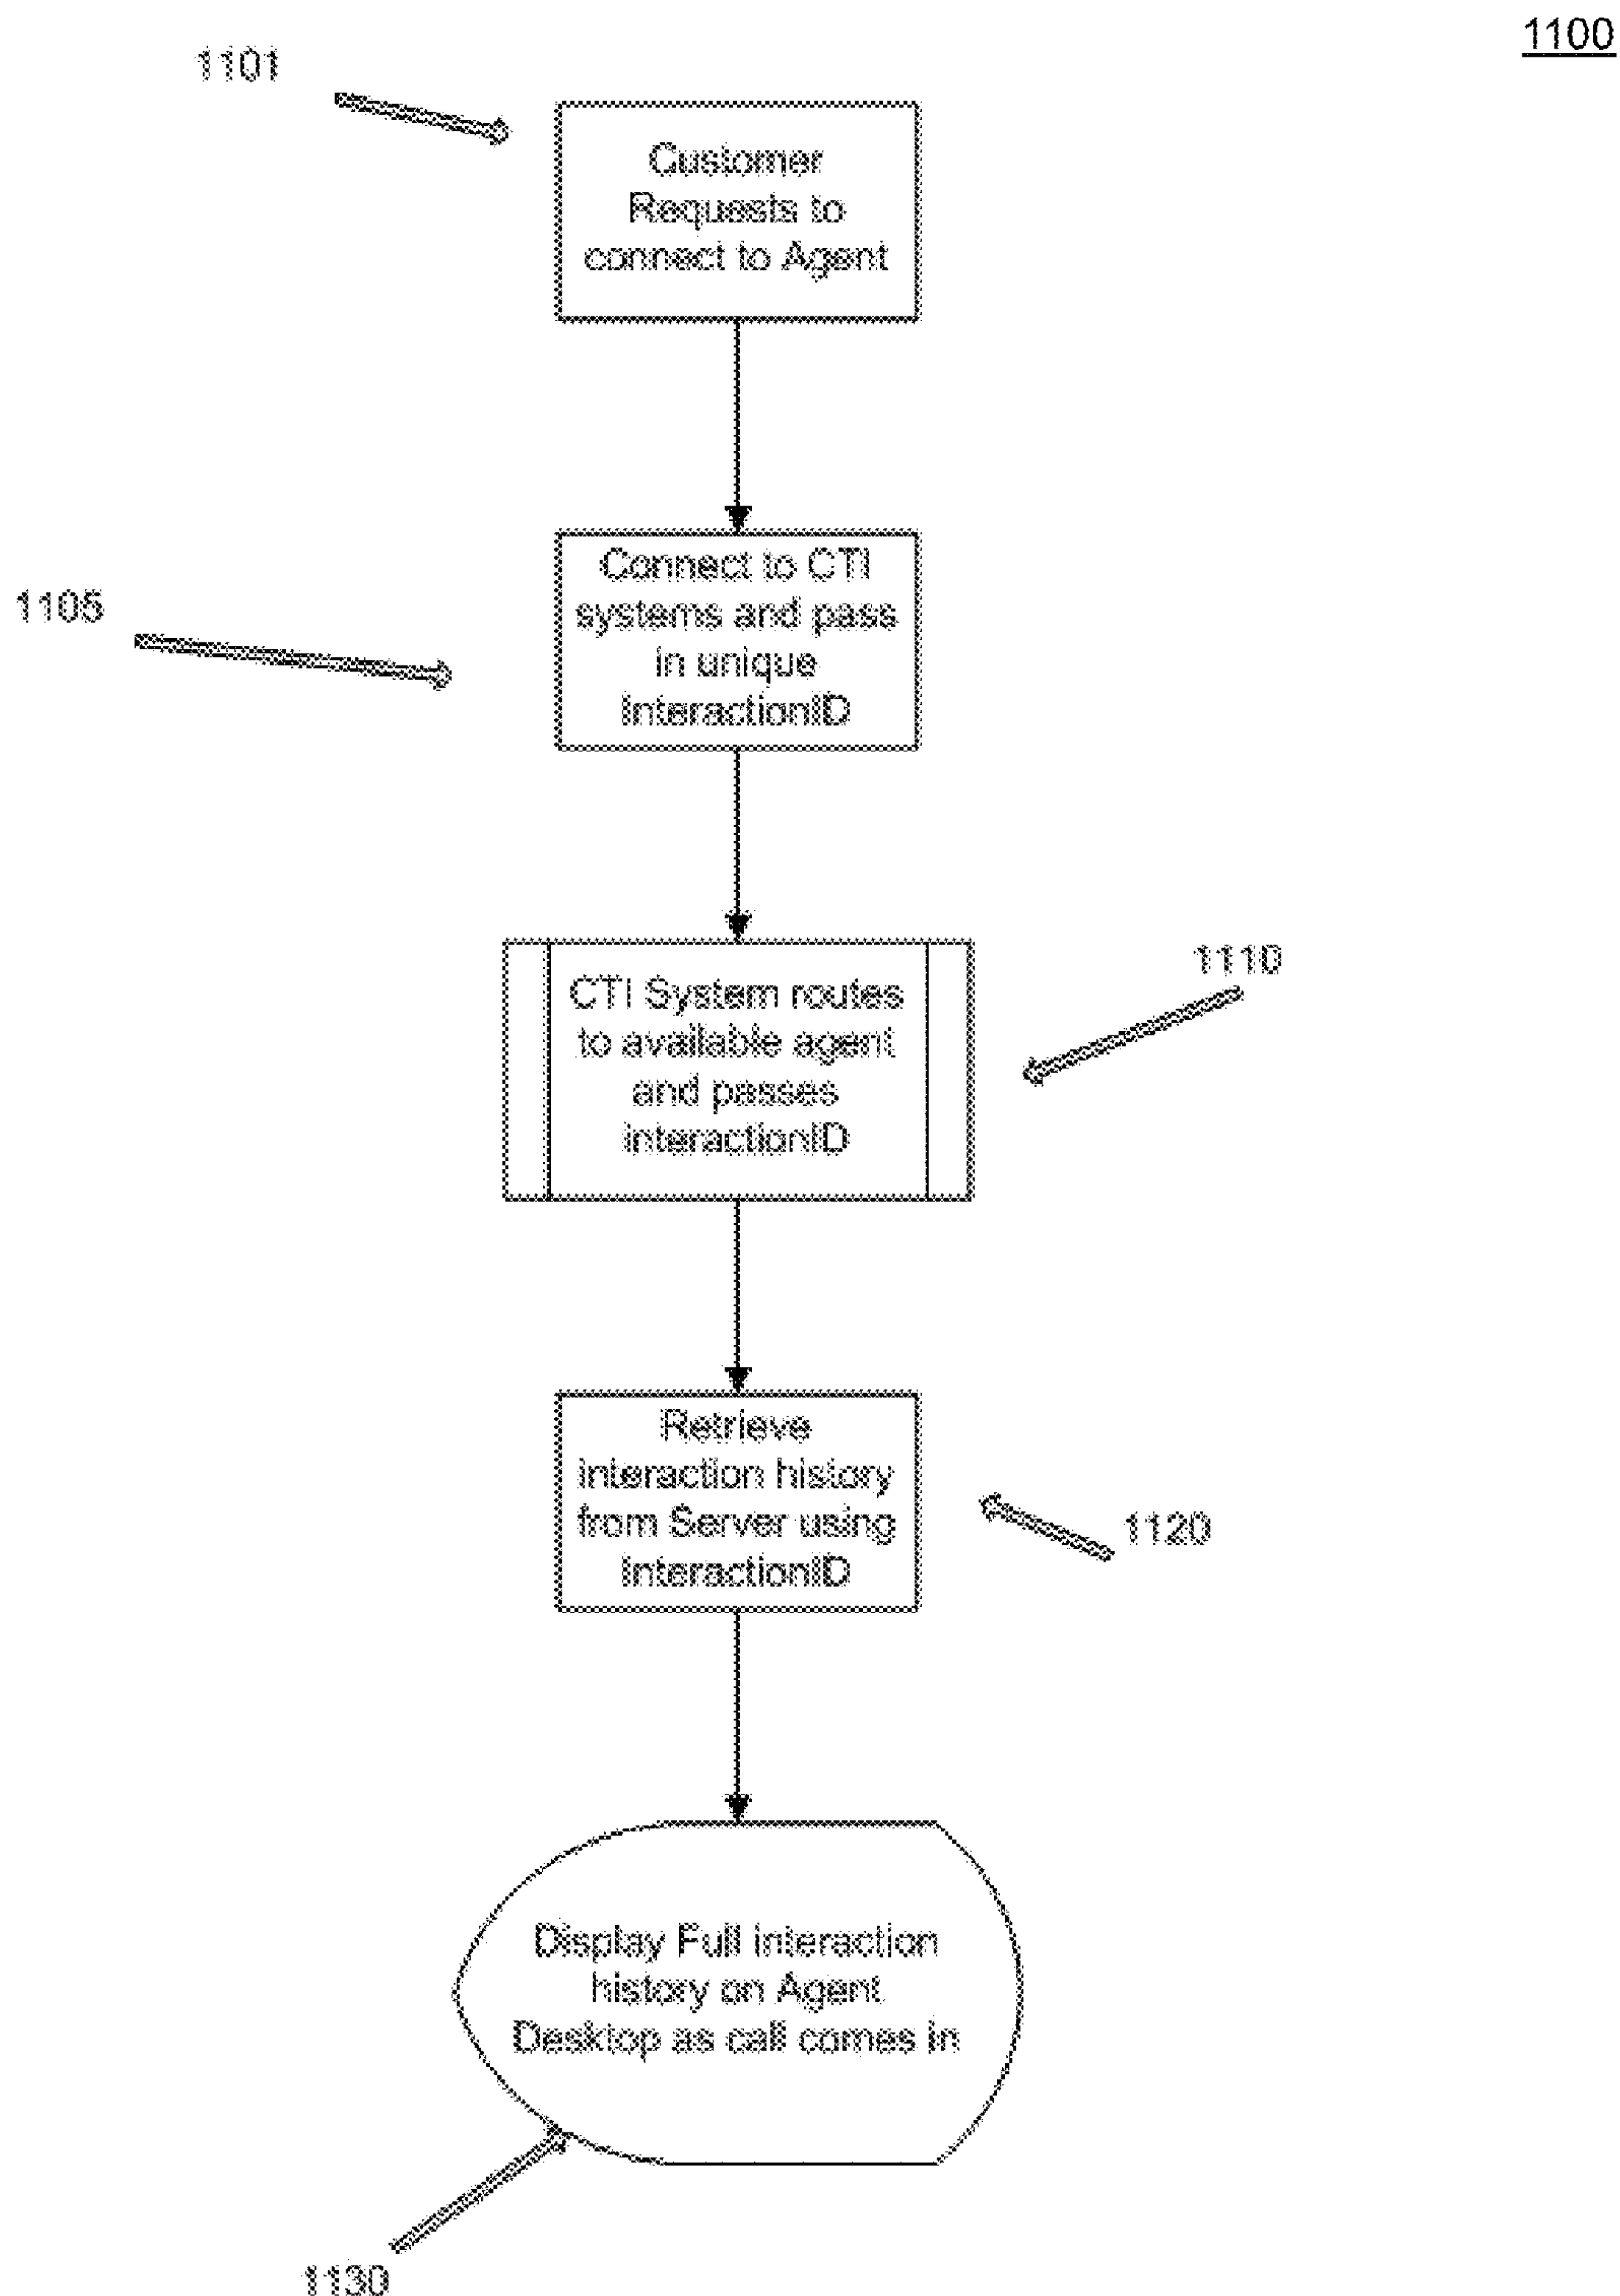 1100
1101
Customer
Requests to
connect to Agent
1105
Connect to CTI
systems and pass
in unique
InteractionID
1110
CTI System routes
to available agent
and passes
interactionID
1120
Retrieve
interaction history
from Server using
InteractionID
Display Full interaction
history on Agent
Desktop as call comes in
1130